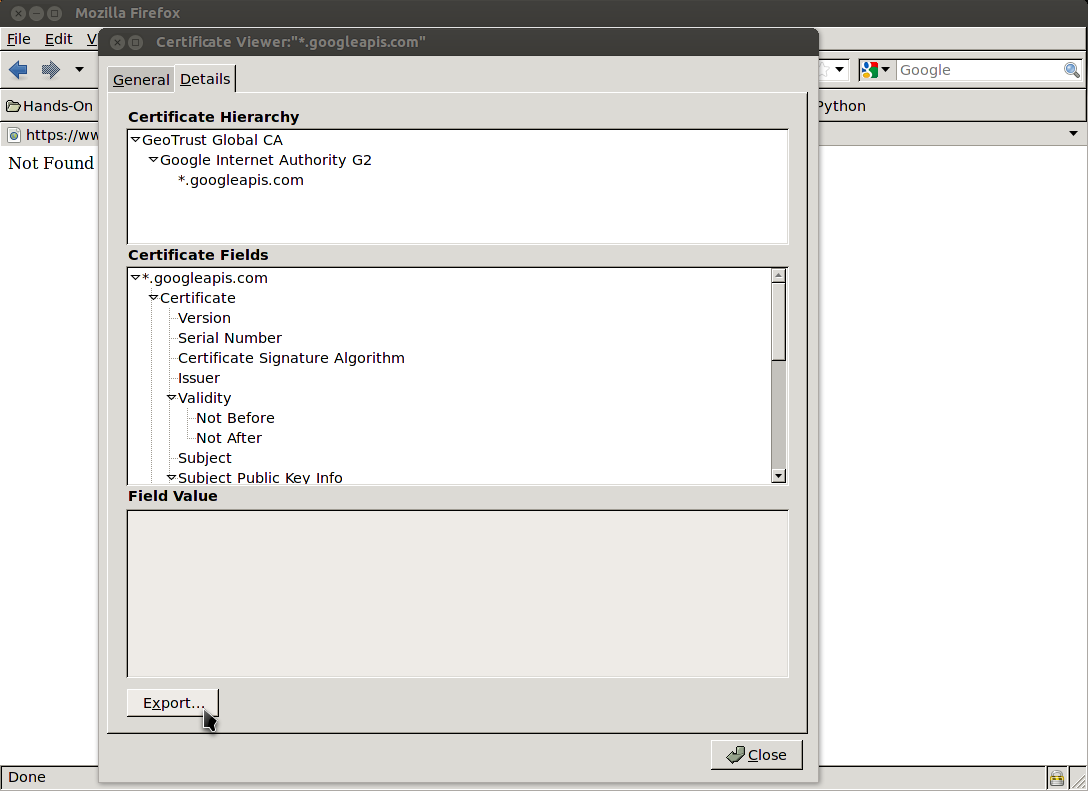 Mozilla Firefox
File Edit V
Certificate Viewer:"*.googleapis.com"
Google
Hands-On
Python
https://ww
Not Found
General Details
Certificate Hierarchy
GeoTrust Global CA
Google Internet Authority G2
*.googleapis.com
Certificate Fields
*.googleapis.com
Certificate
Version
Serial Number
Certificate Signature Algorithm
Issuer
Validity
Not Before
Not After
Subject
Subject Public Key Info
Field Value
Export...
Close
Done